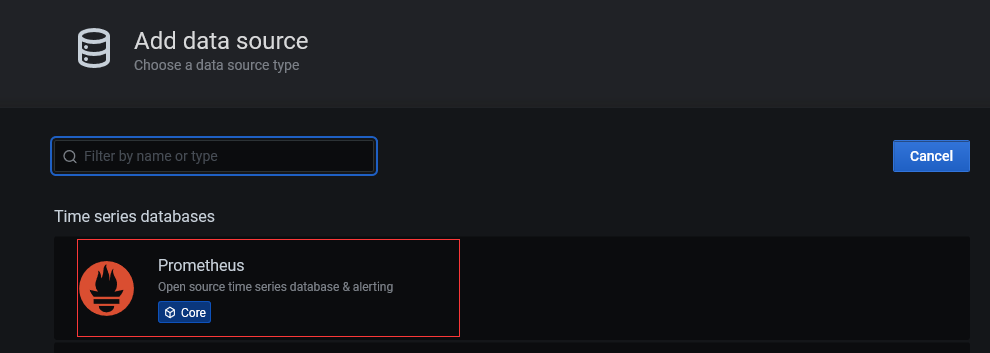 Add data source
Choose a data source type
Filter by name or type
Cancel
Time series databases
Prometheus
Open source time series database & alerting
Core